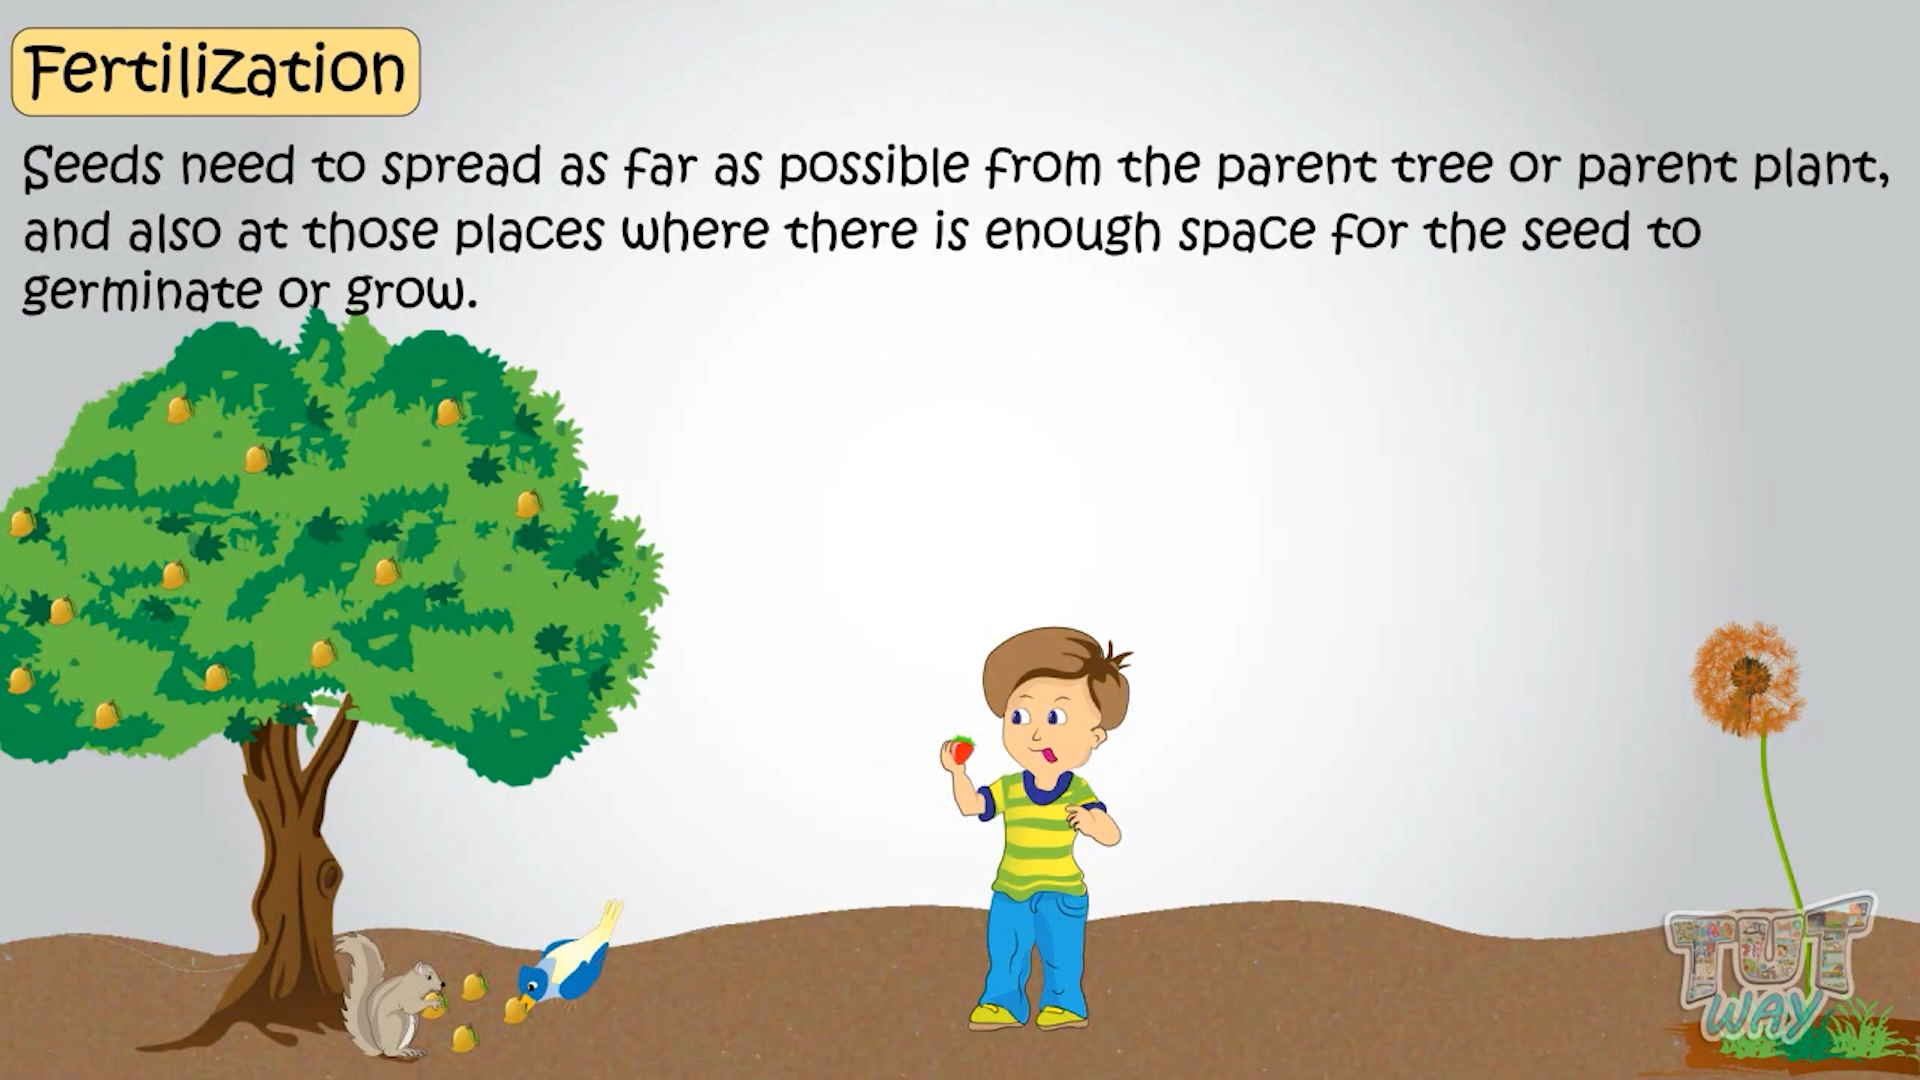 Fertilization
Seeds need to spread as far as possible from the parent tree or parent plant,
and also at those places where there is enough space for the seed to
germinate or grow.
TUT
WAY